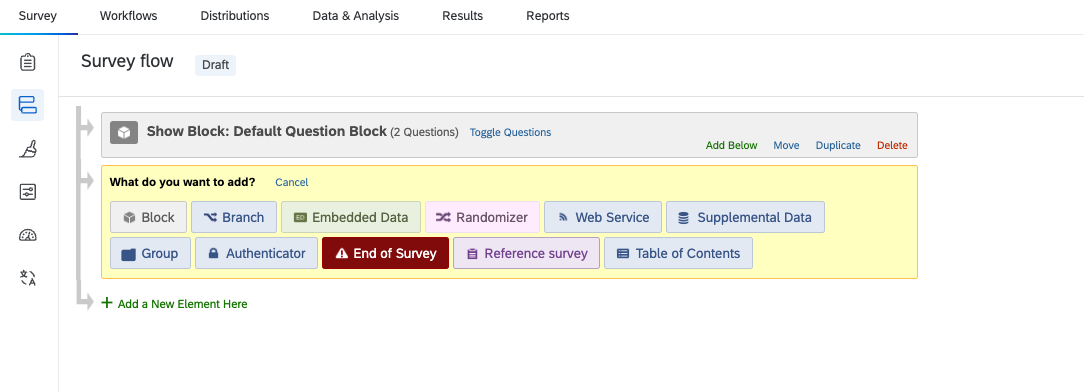 Survey Workflows Distributions Data & Analysis Results Reports
Survey flow Draft
Show Block: Default Question Block (2 Questions) Toggle Questions
Add Below Move Duplicate Delete
What do you want to add? Cancel
Block Branch ED Embedded Data Randomizer Web Service Supplemental Data
Group Authenticator End of Survey Reference survey Table of Contents
+ Add a New Element Here